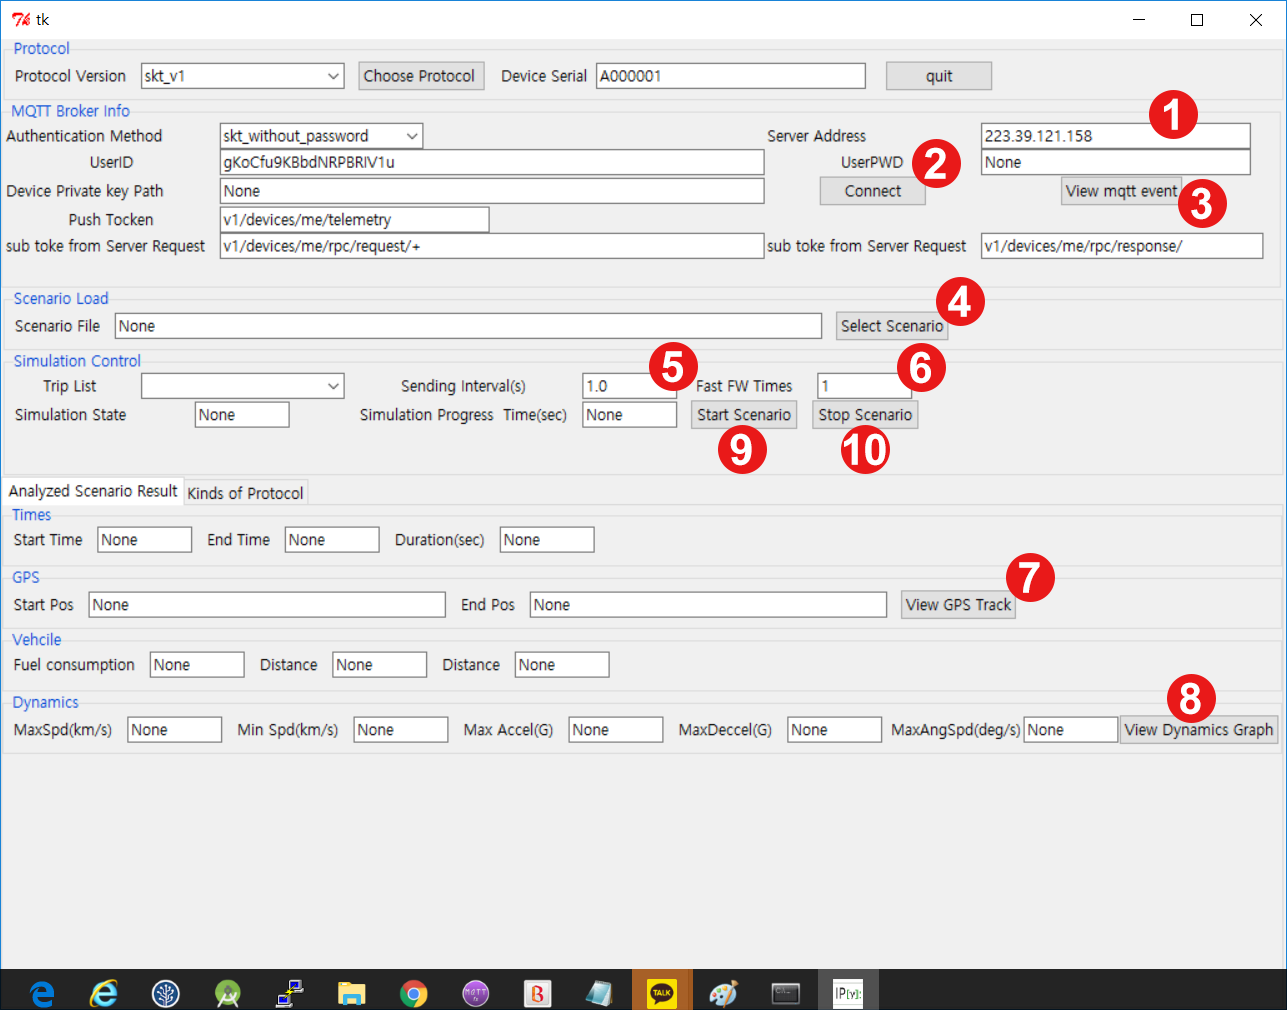 tk
Protocol
Protocol Version skt_v1 Choose Protocol Device Serial A000001 quit
MQTT Broker Info
1
Authentication Method skt_without_password Server Address 223.39.121.158
UserID gKoCfu9KBbdNRPBRIV1u UserPWD 2 None
Device Private key Path None Connect View mqtt event 3
Push Tocken v1/devices/me/telemetry
sub toke from Server Request v1/devices/me/rpc/request/+ sub toke from Server Request v1/devices/me/rpc/response/
Scenario Load 4
Scenario File None Select Scenario
Simulation Control 5 6
Trip List Sending Interval(s) 1.0 Fast FW Times 1
Simulation State None Simulation Progress Time(sec) None Start Scenario Stop Scenario
9 10
Analyzed Scenario Result Kinds of Protocol
Times
Start Time None End Time None Duration(sec) None
GPS 7
Start Pos None End Pos None View GPS Track
Vehcile
Fuel consumption None Distance None Distance None
Dynamics 8
MaxSpd(km/s) None Min Spd(km/s) None Max Accel(G) None MaxDeccel(G) None MaxAngSpd(deg/s) None View Dynamics Graph
MQTT B TALK IP[y]: